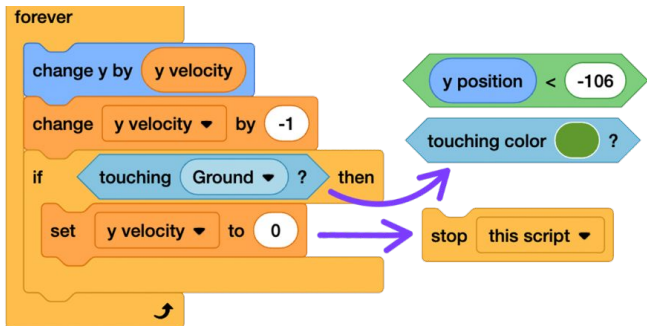 forever
change y by y velocity
change y velocity by -1
if touching Ground ? then
set y velocity to 0
y position < -106
touching color ?
stop this script